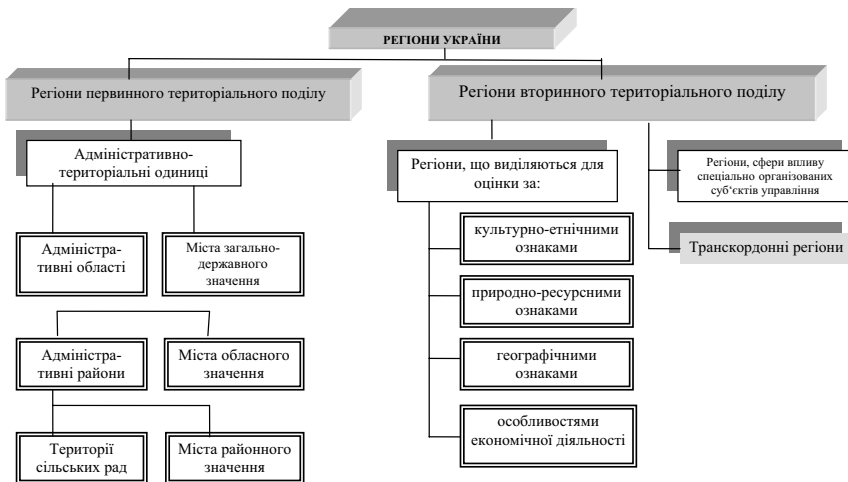 РЕГІОНИ УКРАЇНИ
Регіони первинного територіального поділу
Регіони вторинного територіального поділу
Адміністративно-
територіальні одиниці
Регіони, що виділяються для
оцінки за:
Регіони, сфери впливу
спеціально організованих
суб‘єктів управління
Адміністра-
тивні області
Міста загально-
державного
значення
культурно-етнічними
ознаками
Транскордонні регіони
природно-ресурсними
ознаками
Адміністра-
тивні райони
Міста обласного
значення
географічними
ознаками
Території
сільських рад
Міста районного
значення
особливостями
економічної діяльності